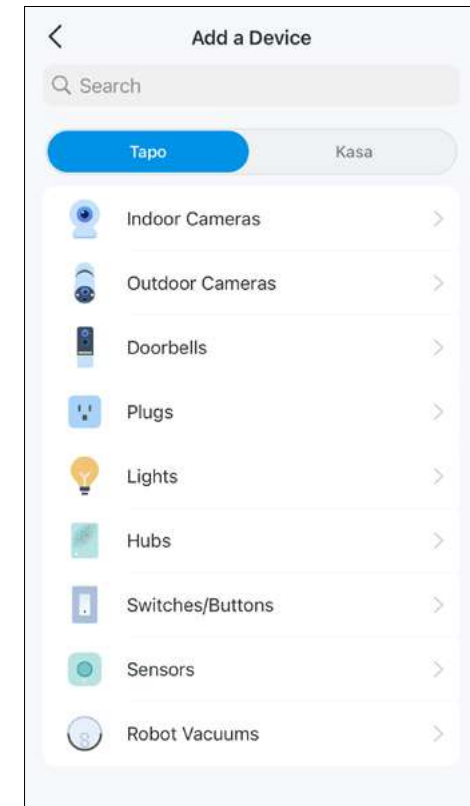 Add a Device
Search
Tapo Kasa
Indoor Cameras
Outdoor Cameras
Doorbells
Plugs
Lights
Hubs
Switches/Buttons
Sensors
Robot Vacuums